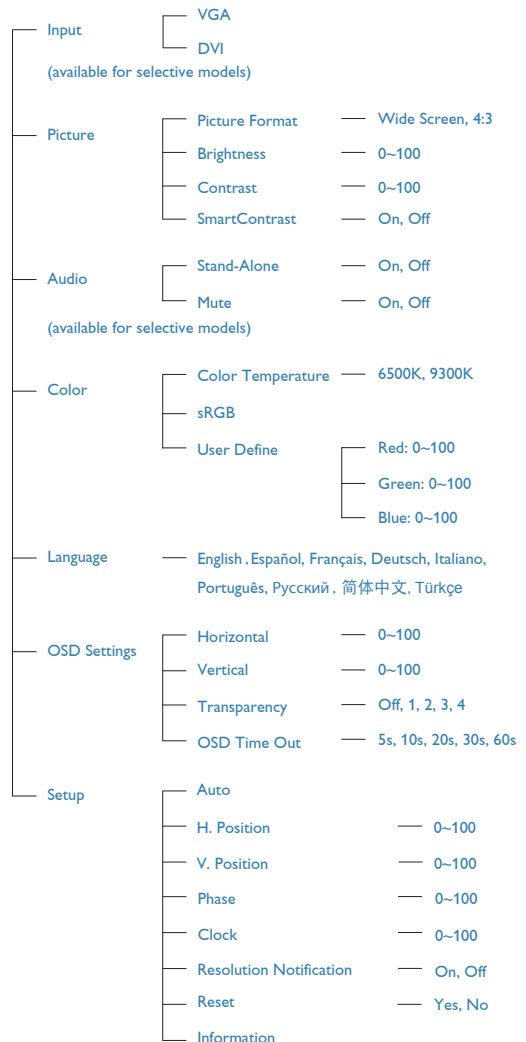 Input
VGA
DVI
(available for selective models)
Picture
Picture Format
Wide Screen, 4:3
Brightness
0~100
Contrast
0~100
SmartContrast
On, Off
Audio
Stand-Alone
On, Off
Mute
On, Off
(available for selective models)
Color
Color Temperature
6500K, 9300K
sRGB
User Define
Red: 0~100
Green: 0~100
Blue: 0~100
Language
English , Español, Français, Deutsch, Italiano,
Português, Русский , 简体中文, Türkçe
OSD Settings
Horizontal
0~100
Vertical
0~100
Transparency
Off, 1, 2, 3, 4
OSD Time Out
5s, 10s, 20s, 30s, 60s
Setup
Auto
H. Position
0~100
V. Position
0~100
Phase
0~100
Clock
0~100
Resolution Notification
On, Off
Reset
Yes, No
Information